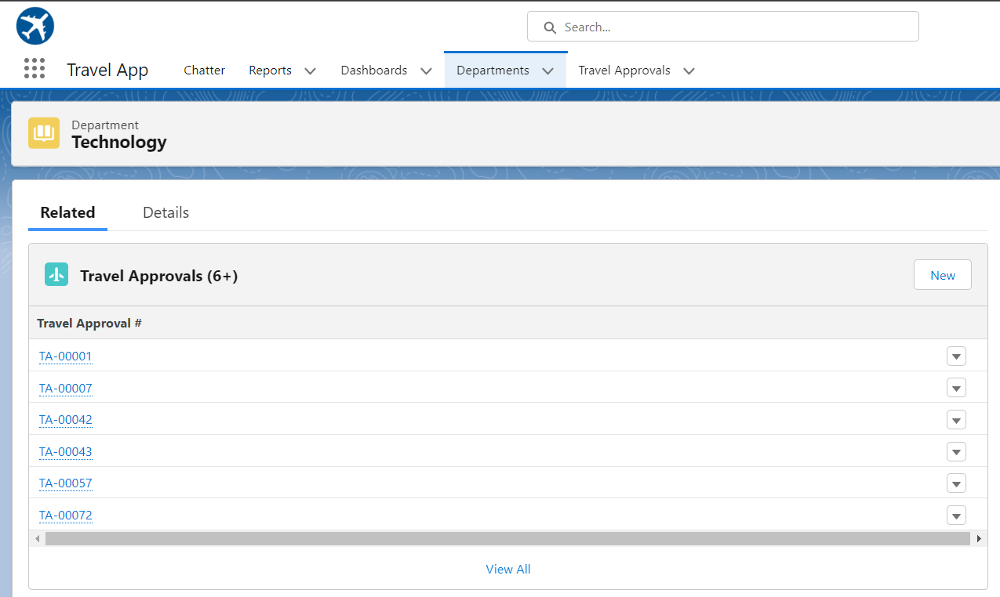 Search...
Travel App Chatter Reports Dashboards Departments Travel Approvals
Department
Technology
Related Details
Travel Approvals (6+) New
Travel Approval #
TA-00001
TA-00007
TA-00042
TA-00043
TA-00057
TA-00072
View All